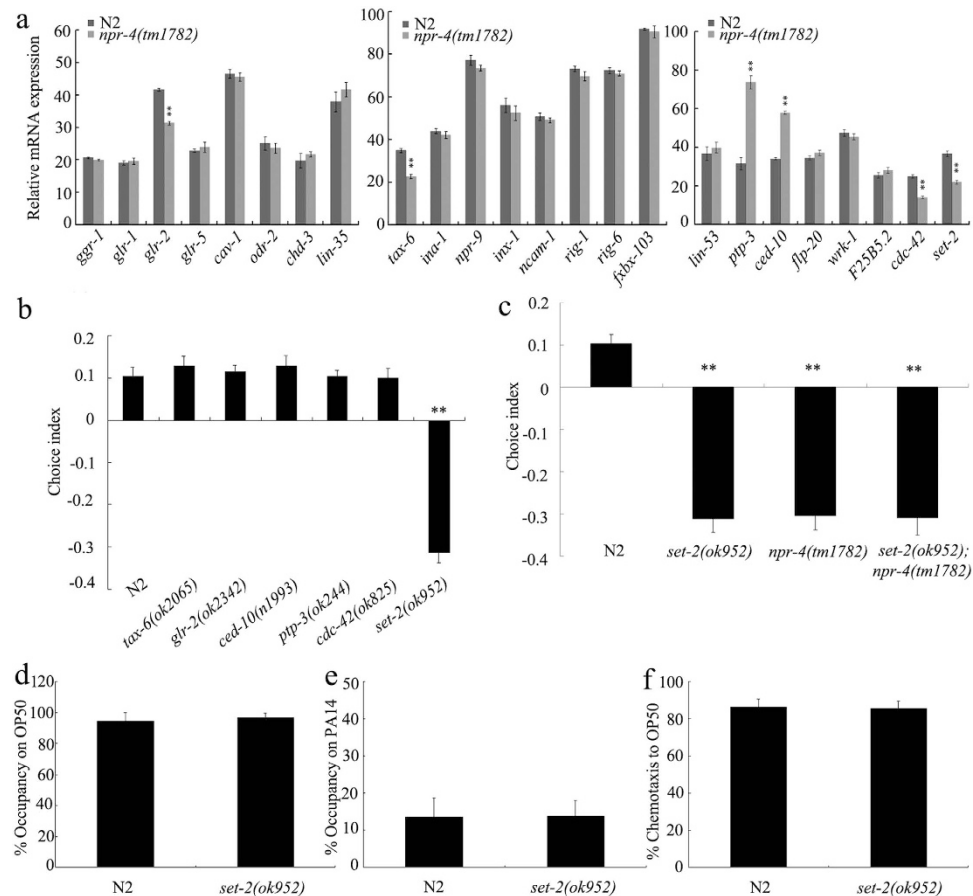 a
N2
npr-4(tm1782)
Relative mRNA expression
60
50
40
30
20
10
0
ggr-1
glr-1
glr-2
glr-5
cav-1
odr-2
chd-3
lin-35
**
N2
npr-4(tm1782)
100
80
60
40
20
0
tax-6
ina-1
npr-9
inx-1
ncam-1
rig-1
rig-6
fxbx-103
**
N2
npr-4(tm1782)
100
80
60
40
20
0
lin-53
ptp-3
ced-10
flp-20
wrk-1
F25B5.2
cdc-42
set-2
**
**
**
**
b
Choice index
0.2
0.1
0
-0.1
-0.2
-0.3
-0.4
**
N2
tax-6(ok2065)
glr-2(ok2342)
ced-10(n1993)
ptp-3(ok244)
cdc-42(ok825)
set-2(ok952)
c
Choice index
0.2
0.1
0
-0.1
-0.2
-0.3
-0.4
**
**
**
N2
set-2(ok952)
npr-4(tm1782)
set-2(ok952);
npr-4(tm1782)
d
% Occupancy on OP50
120
100
80
60
40
20
0
N2
set-2(ok952)
e
% Occupancy on PA14
50
40
30
20
10
0
N2
set-2(ok952)
f
% Chemotaxis to OP50
100
80
60
40
20
0
N2
set-2(ok952)